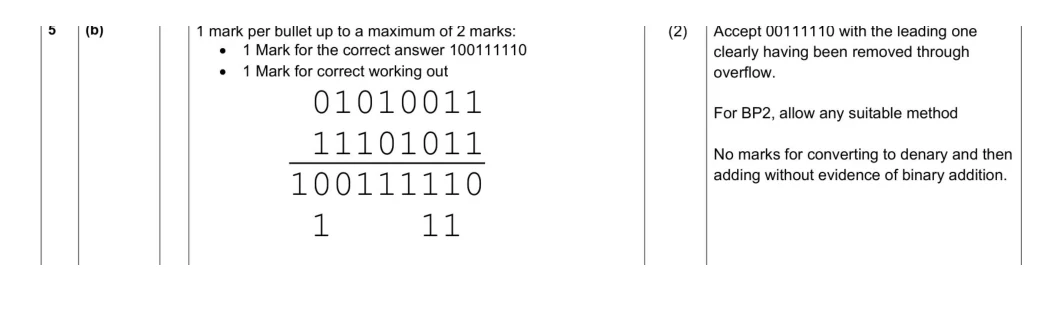 5 (b) 1 mark per bullet up to a maximum of 2 marks: (2) Accept 00111110 with the leading one
• 1 Mark for the correct answer 100111110 clearly having been removed through
• 1 Mark for correct working out overflow.
01010011
For BP2, allow any suitable method
11101011
No marks for converting to denary and then
adding without evidence of binary addition.
100111110
1 11